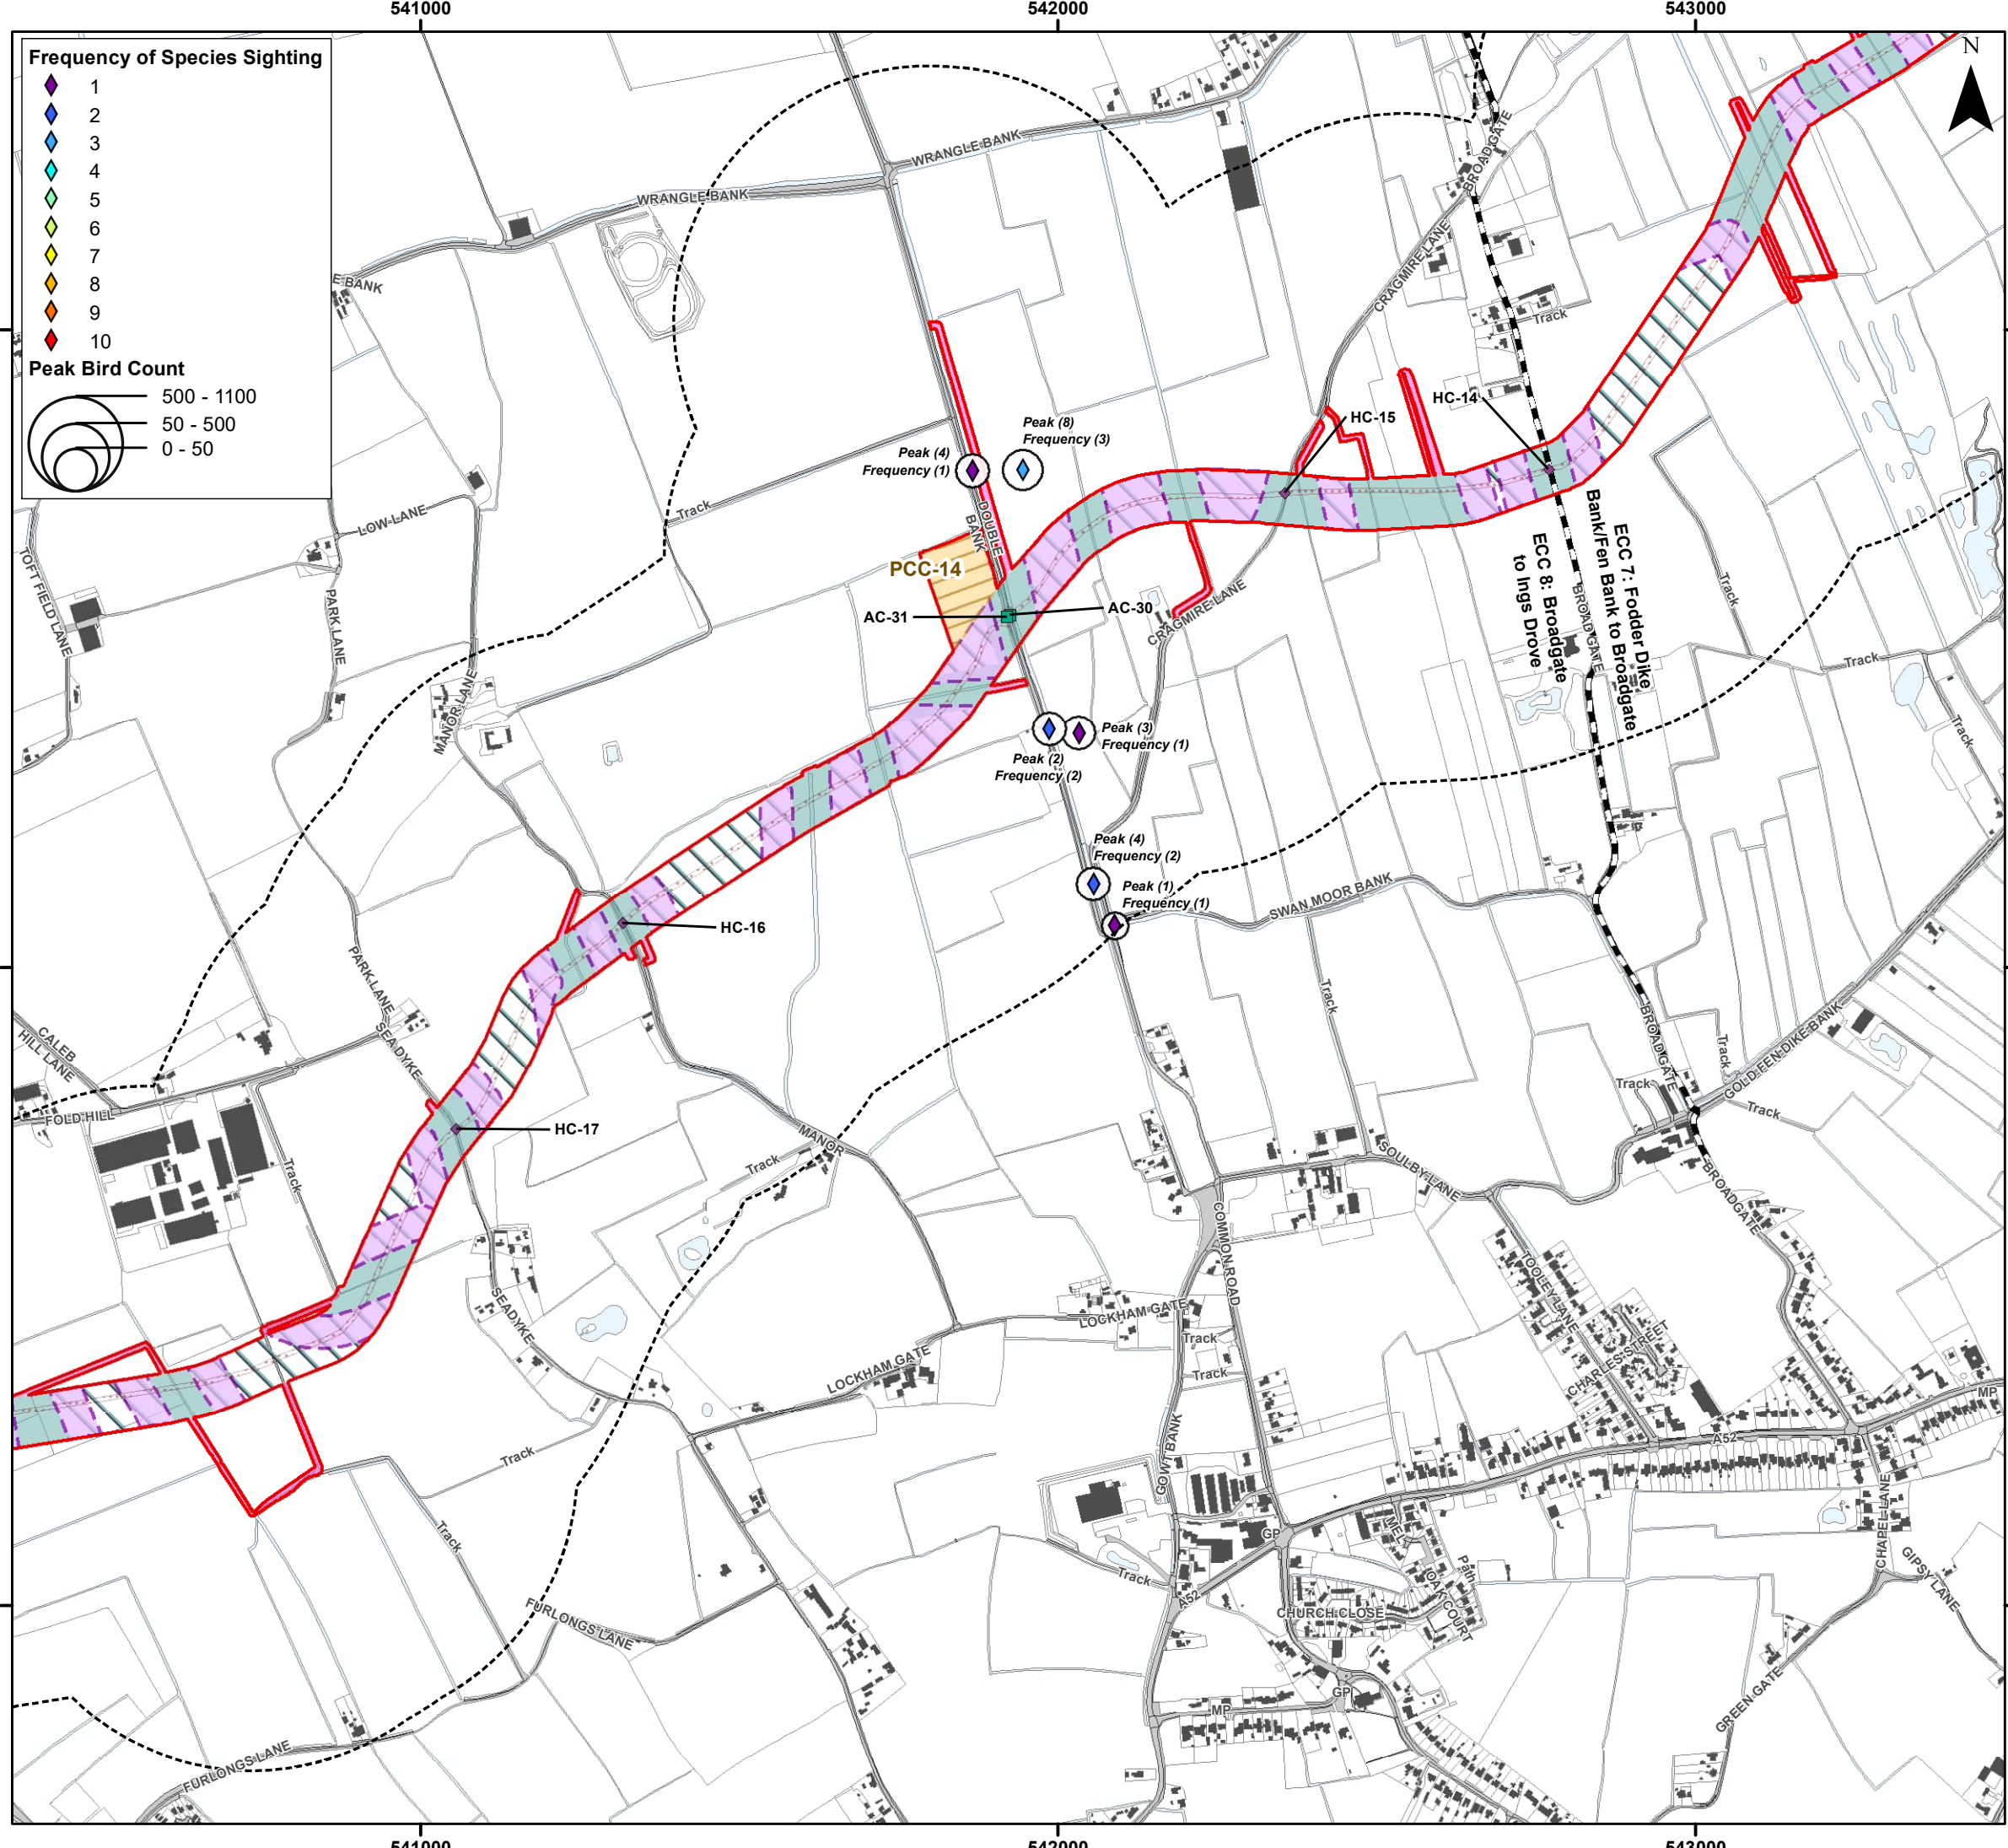 541000
542000
543000
Frequency of Species Sighting
1
2
3
4
5
6
7
8
9
10
Peak Bird Count
500 - 1100
50 - 500
0 - 50
N
WRANGLE BANK
WRANGLE BANK
E BANK
BROADGATE
CRAGMIRE LANE
Track
HC-14
HC-15
Peak (8)
Frequency (3)
Peak (4)
Frequency (1)
DOUBLE
BANK
Track
LOW LANE
TOFT FIELD LANE
PARK LANE
PCC-14
AC-31
AC-30
CRAGMIRE LANE
ECC 7: Fodder Dike
Bank/Fen Bank to Broadgate
ECC 8: Broadgate
to Ings Drove
BROADGATE
Track
Track
Track
MANOR LANE
Peak (3)
Frequency (1)
Peak (2)
Frequency (2)
Peak (4)
Frequency (2)
Peak (1)
Frequency (1)
SWAN MOOR BANK
HC-16
PARK LANE
SEA DYKE
CALEB
HILL LANE
FOLD HILL
Track
HC-17
Track
BROADGATE
Track
GOLD FEN DIKE BANK
Track
Track
MANOR
Track
SOULBY LANE
BROADGATE
COMMON ROAD
SEADYKE
LOCKHAM GATE
Track
Track
LOCKHAM GATE
TOOLEY LANE
CHARLES STREET
MP
A52
GOWT BANK
Track
Track
GP
Path
OAK COURT
CHURCH CLOSE
Track
A52
CHAPEL LANE
GIPSY LANE
FURLONGS LANE
GP
MP
GREEN GATE
FURLONGS LANE
541000
542000
543000